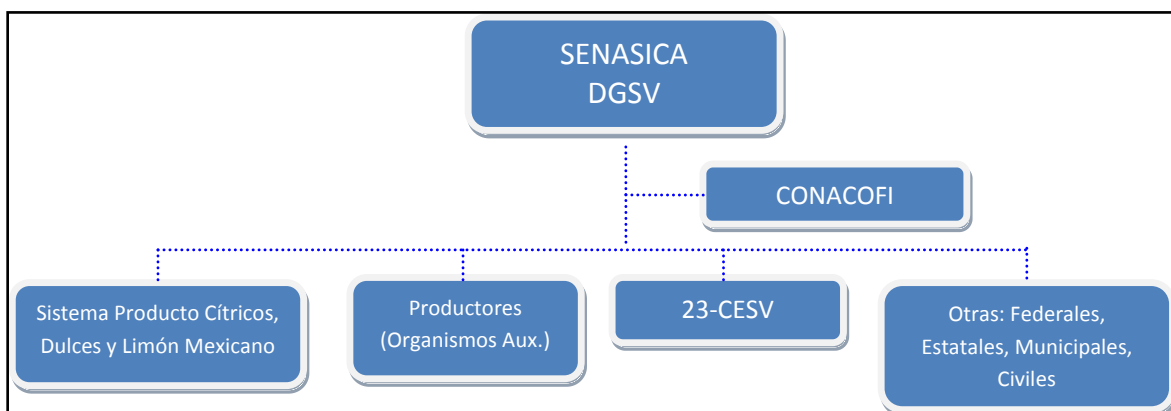 SENASICA
DGSV
CONACOFI
Sistema Producto Cítricos,
Dulces y Limón Mexicano
Productores
(Organismos Aux.)
23-CESV
Otras: Federales,
Estatales, Municipales,
Civiles